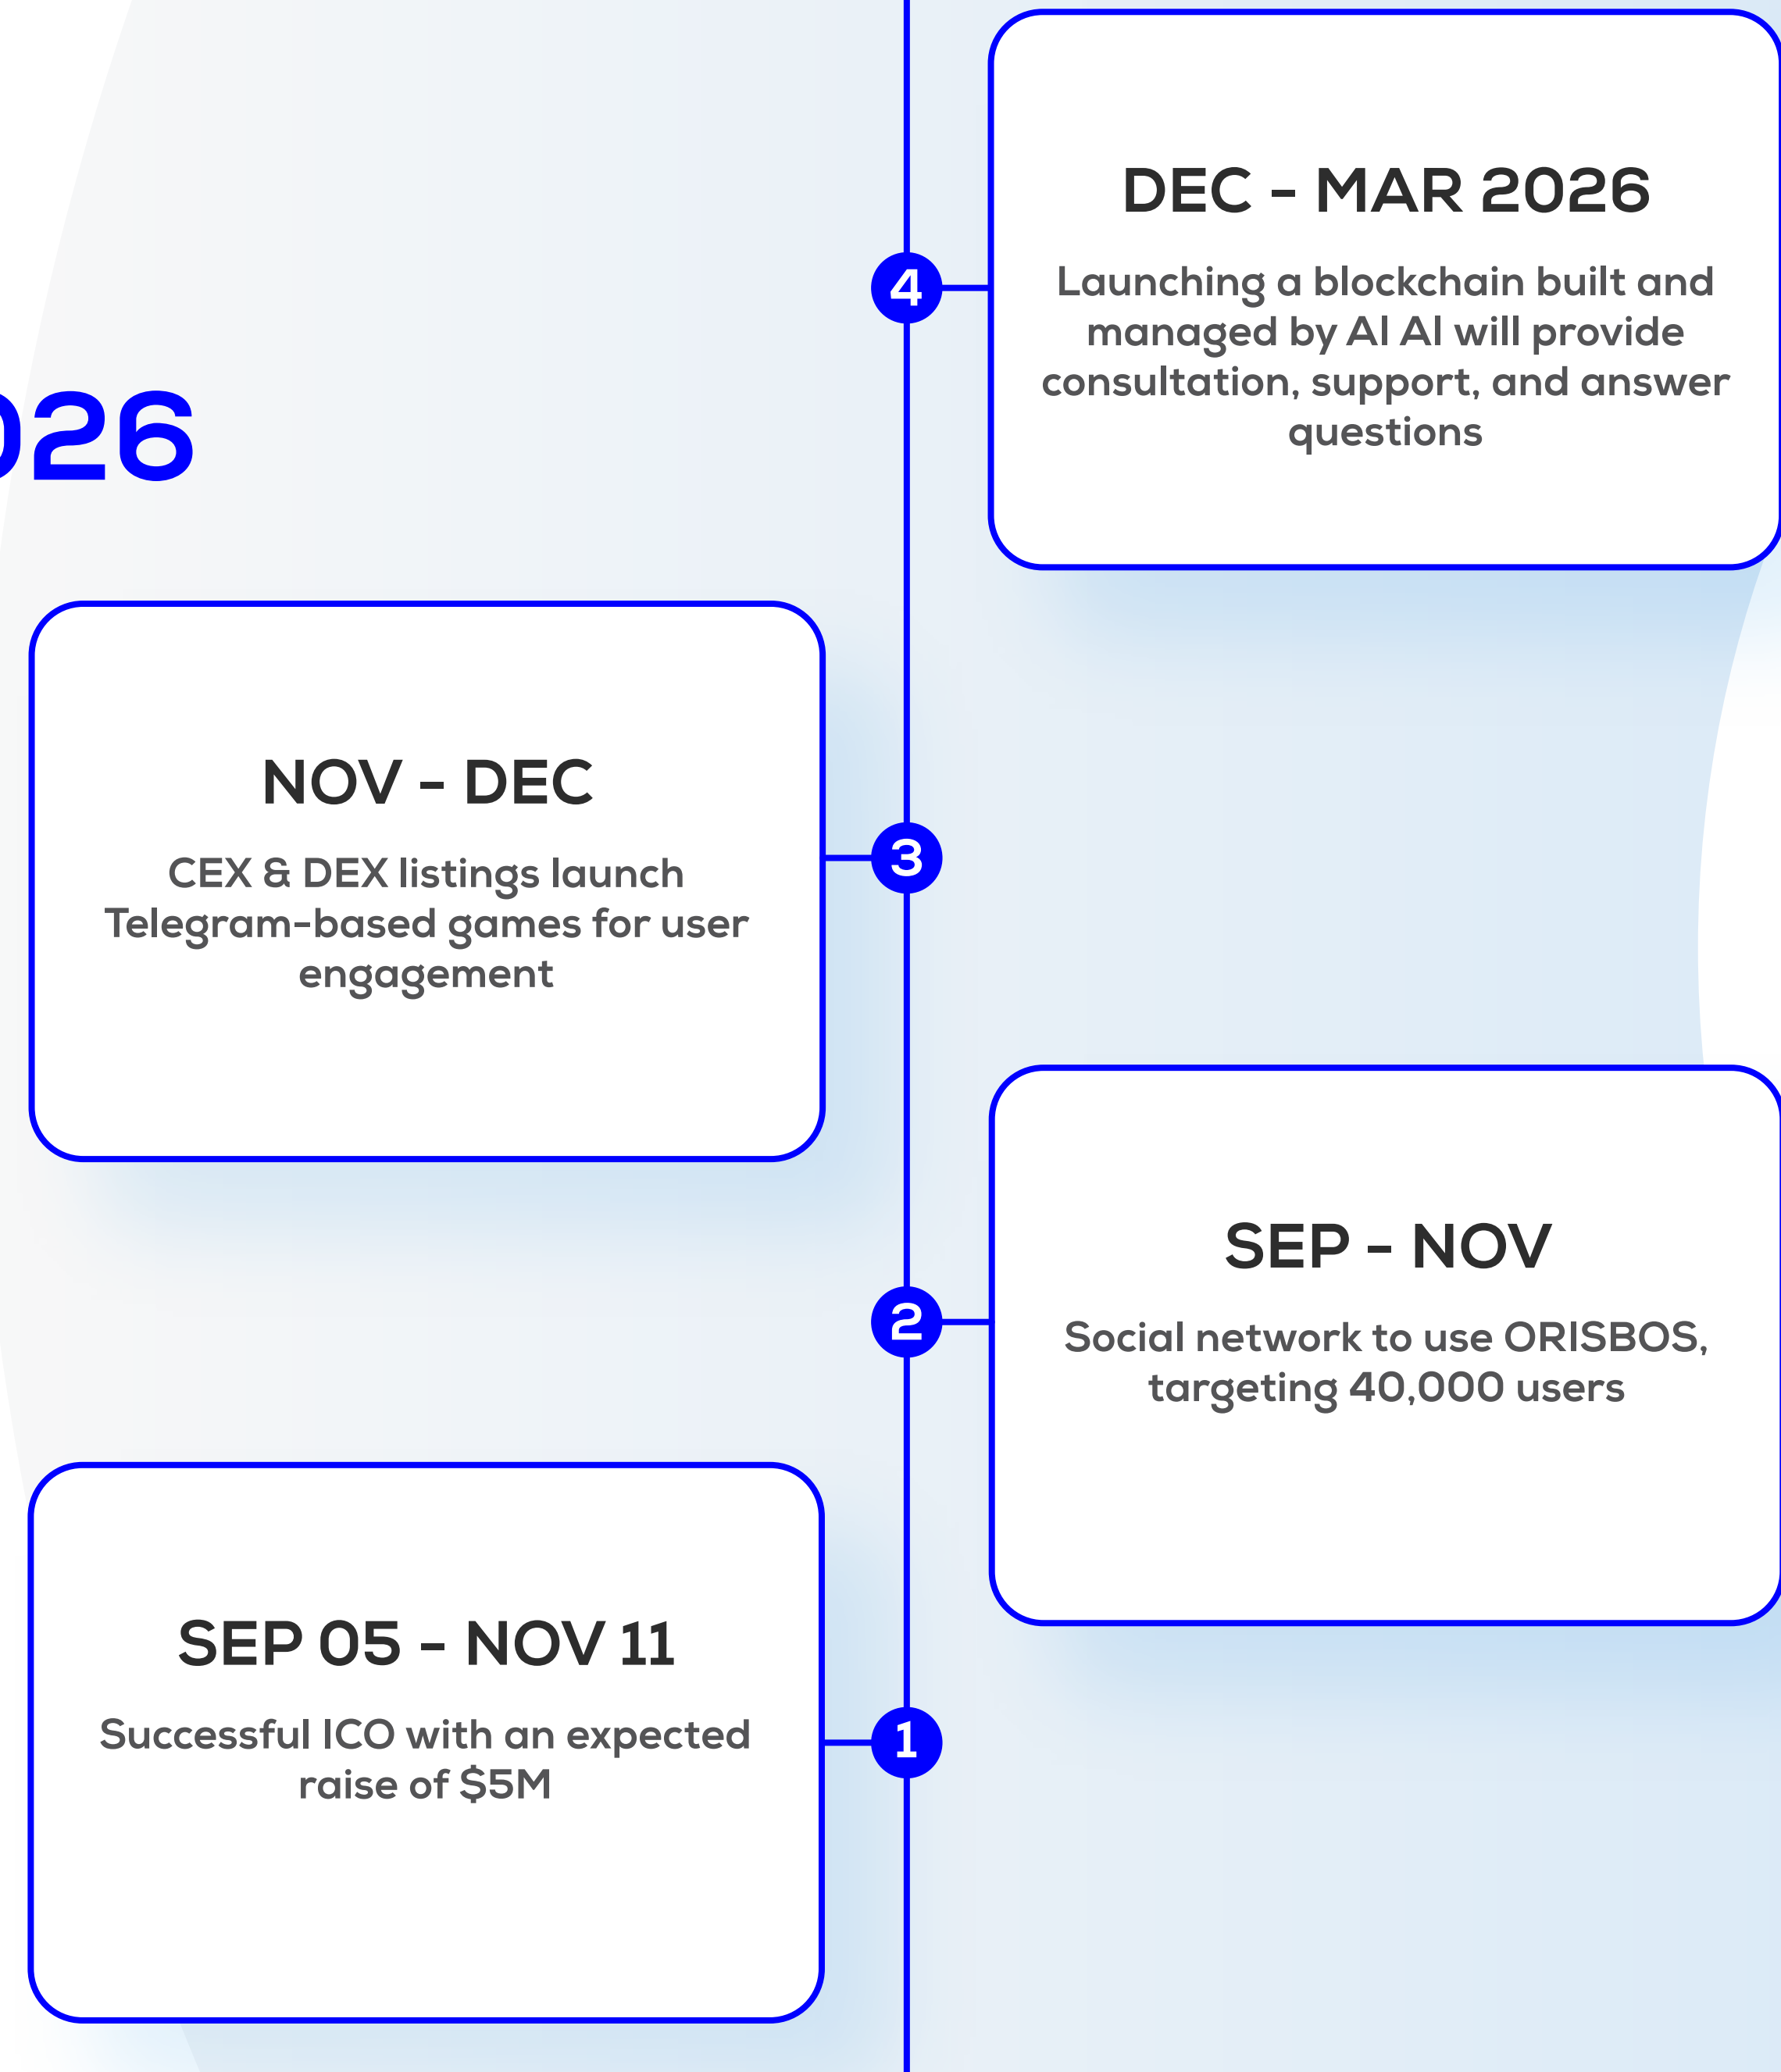 DEC - MAR 2026
Launching a blockchain built and
managed by AI AI will provide
consultation, support, and answer
questions
4
026
NOV - DEC
CEX & DEX listings launch
Telegram-based games for user
engagement
3
SEP - NOV
Social network to use ORISBOS,
targeting 40,000 users
2
SEP 05 - NOV 11
Successful ICO with an expected
raise of $5M
1